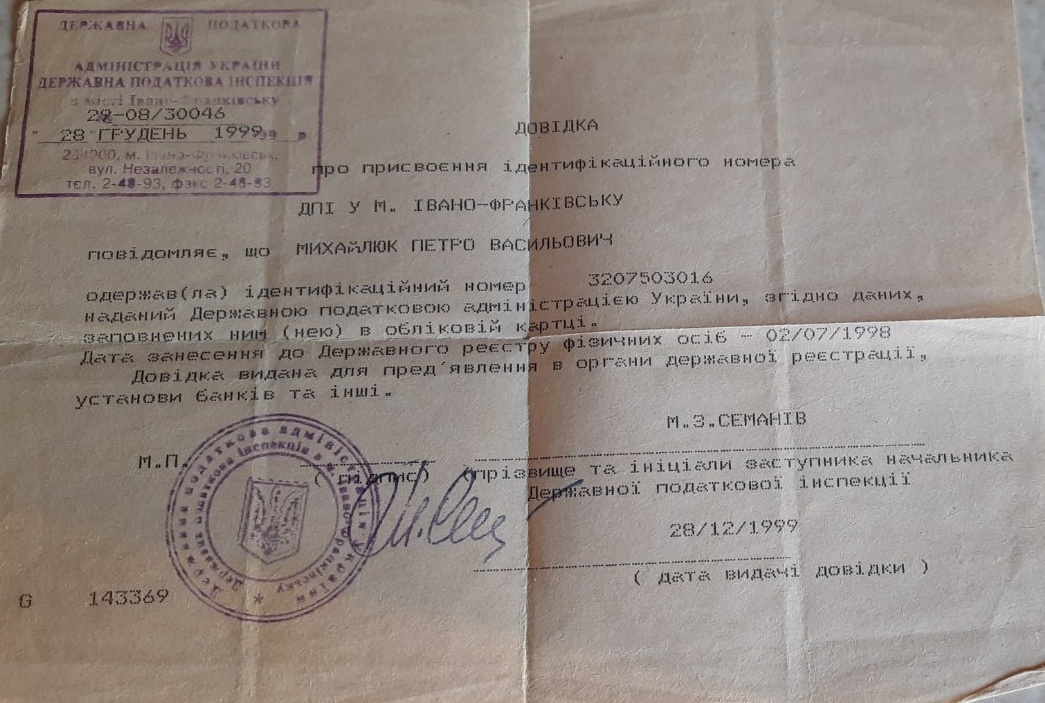 ДЕРЖАВНА ПОДАТКОВА
АДМІНІСТРАЦІЯ УКРАЇНИ
ДЕРЖАВНА ПОДАТКОВА ІНСПЕКЦІЯ
в місті Івано-Франківську
29-08/30046
28 ГРУДЕНЬ 1999 р.
м. Івано-Франківськ,
вул. Незалежності, 20
тел. 2-48-93, факс 2-48-93
ДОВІДКА
про присвоєння ідентифікаційного номера
ДПІ У М. ІВАНО-ФРАНКІВСЬКУ
повідомляє, що МИХАЙЛЮК ПЕТРО ВАСИЛЬОВИЧ
одержав(ла) ідентифікаційний номер 3207503016
наданий Державною податковою адміністрацією України, згідно даних,
заповнених ним (нею) в обліковій картці.
Дата занесення до Державного реєстру фізичних осіб - 02/07/1998
Довідка видана для пред'явлення в органи державної реєстрації,
установи банків та інші.
М.З.СЕМАНІВ
М.П.
( підпис) (прізвище та ініціали заступника начальника
Державної податкової інспекції
28/12/1999
( дата видачі довідки )
G 143369
Державна податкова адміністрація України
Державна податкова інспекція в м. Івано-Франківську